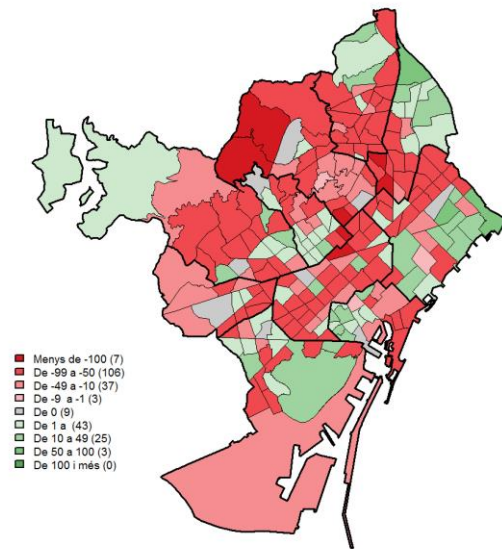 Menys de -100 (7)
De -99 a -50 (106)
De -49 a -10 (37)
De -9 a -1 (3)
De 0 (9)
De 1 a (43)
De 10 a 49 (25)
De 50 a 100 (3)
De 100 i més (0)